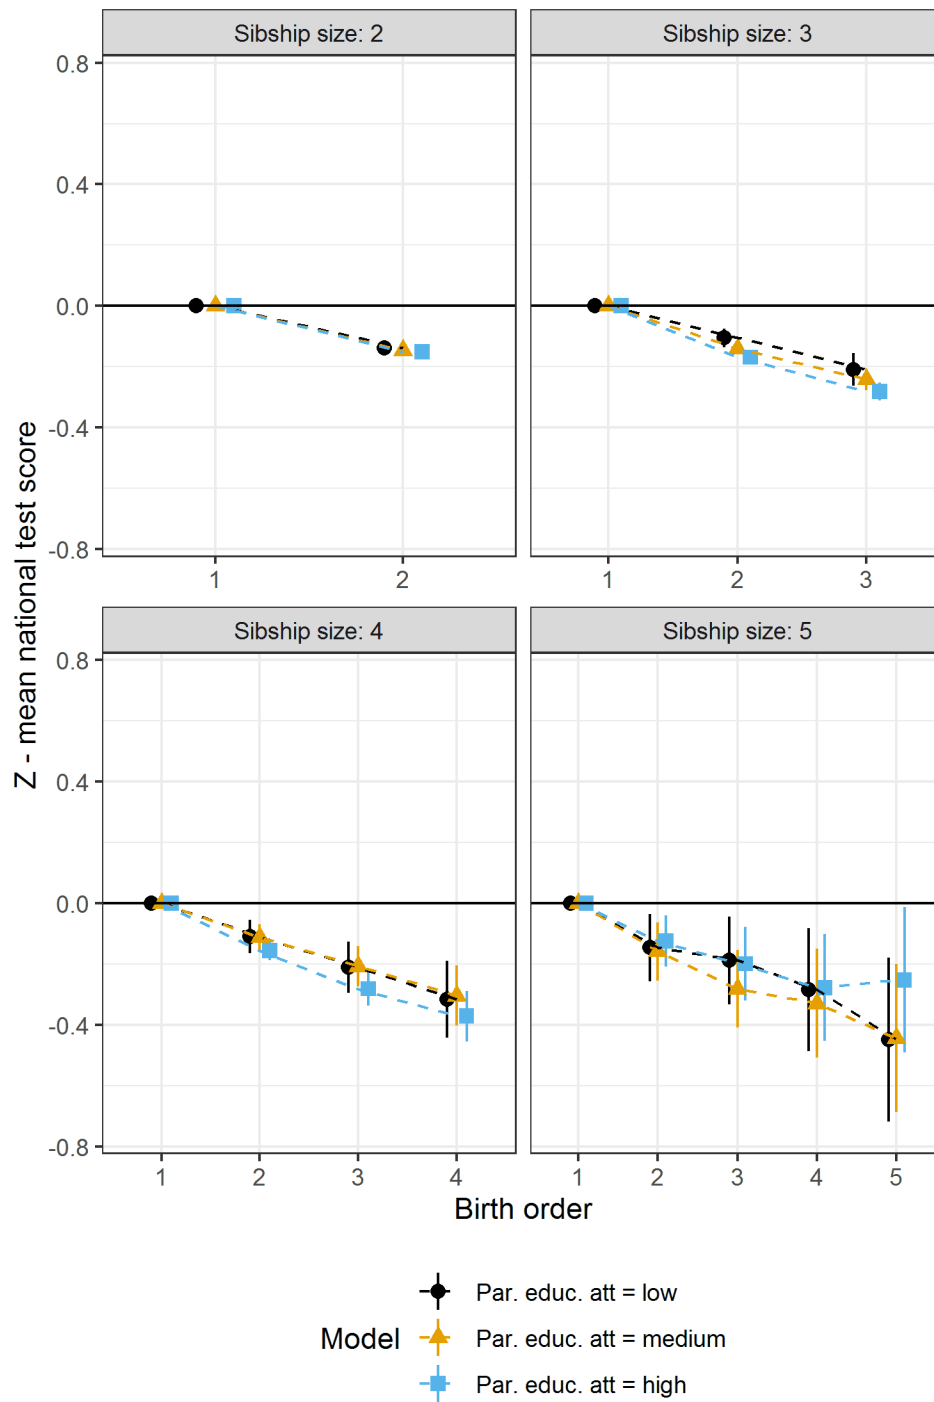 Sibship size: 2
Sibship size: 3
0.8
0.4
0.0
-0.4
-0.8
1 2
1 2 3
Sibship size: 4
Sibship size: 5
0.8
0.4
0.0
-0.4
-0.8
1 2 3 4
1 2 3 4 5
Z - mean national test score
Birth order
Model
Par. educ. att = low
Par. educ. att = medium
Par. educ. att = high